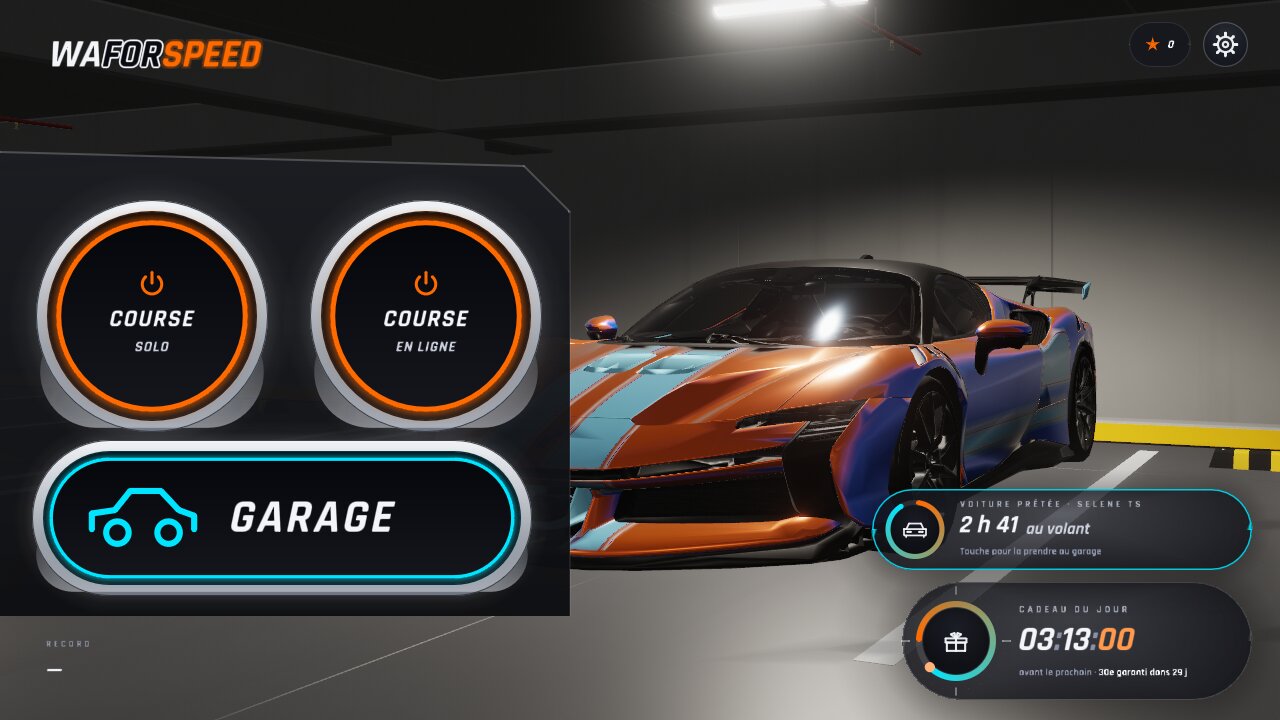 WAFORSPEED
0
COURSE
SOLO
COURSE
EN LIGNE
GARAGE
VOITURE PRÊTÉE · SELENE TS
2 h 41 au volant
Touche pour la prendre au garage
CADEAU DU JOUR
03:13:00
avant le prochain · 30e garanti dans 29 j
RECORD
—